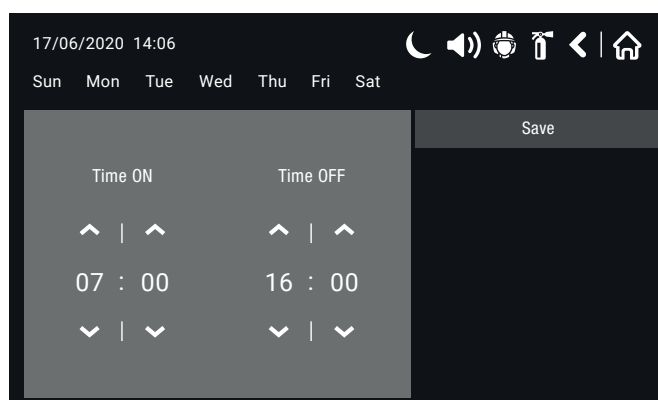 17/06/2020 14:06
Sun Mon Tue Wed Thu Fri Sat
Save
Time ON Time OFF
07 : 00 16 : 00